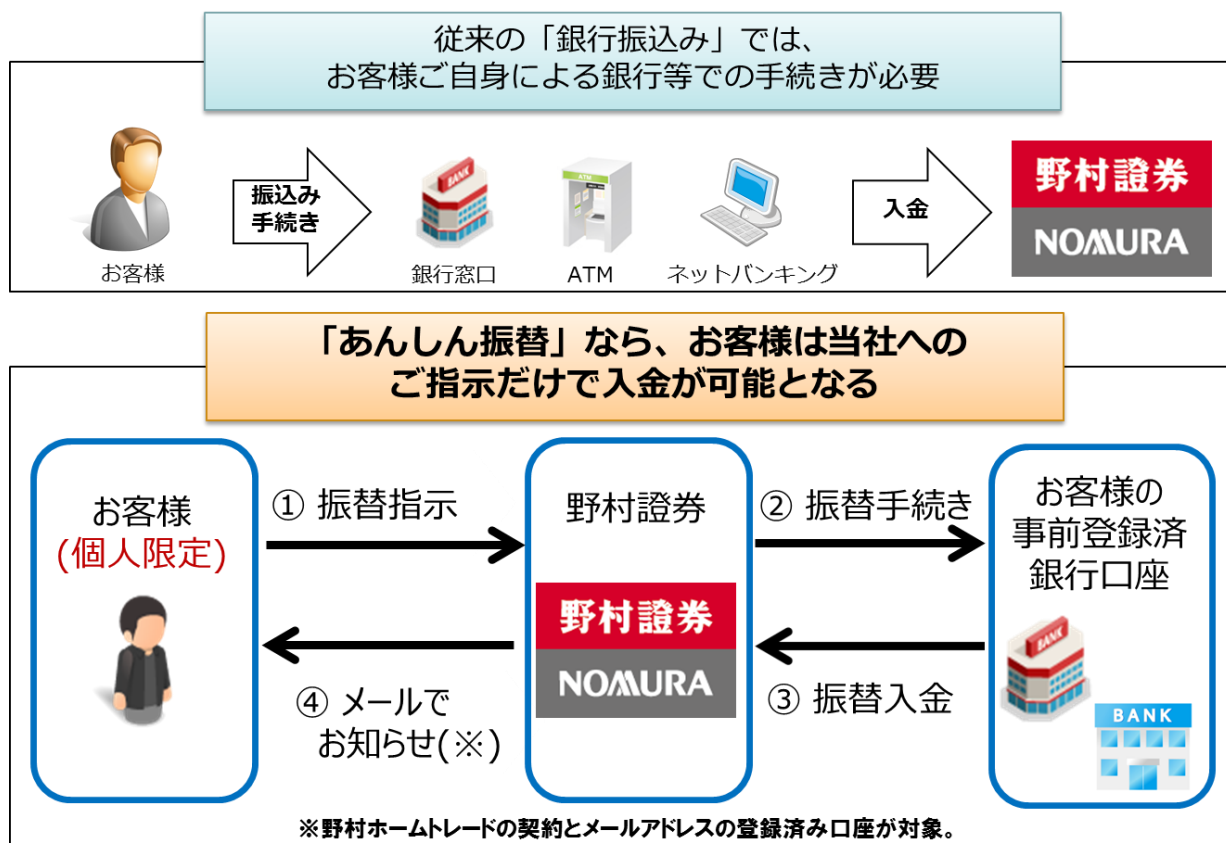 従来の「銀行振込み」では、
お客様ご自身による銀行等での手続きが必要
お客様
振込み
手続き
BANK
銀行窓口
ATM
ATM
ネットバンキング
入金
野村證券
NOMURA
「あんしん振替」なら、お客様は当社への
ご指示だけで入金が可能となる
お客様
(個人限定)
① 振替指示
野村證券
② 振替手続き
お客様の
事前登録済
銀行口座
野村證券
NOMURA
④ メールで
お知らせ(※)
③ 振替入金
BANK
BANK
※野村ホームトレードの契約とメールアドレスの登録済み口座が対象。